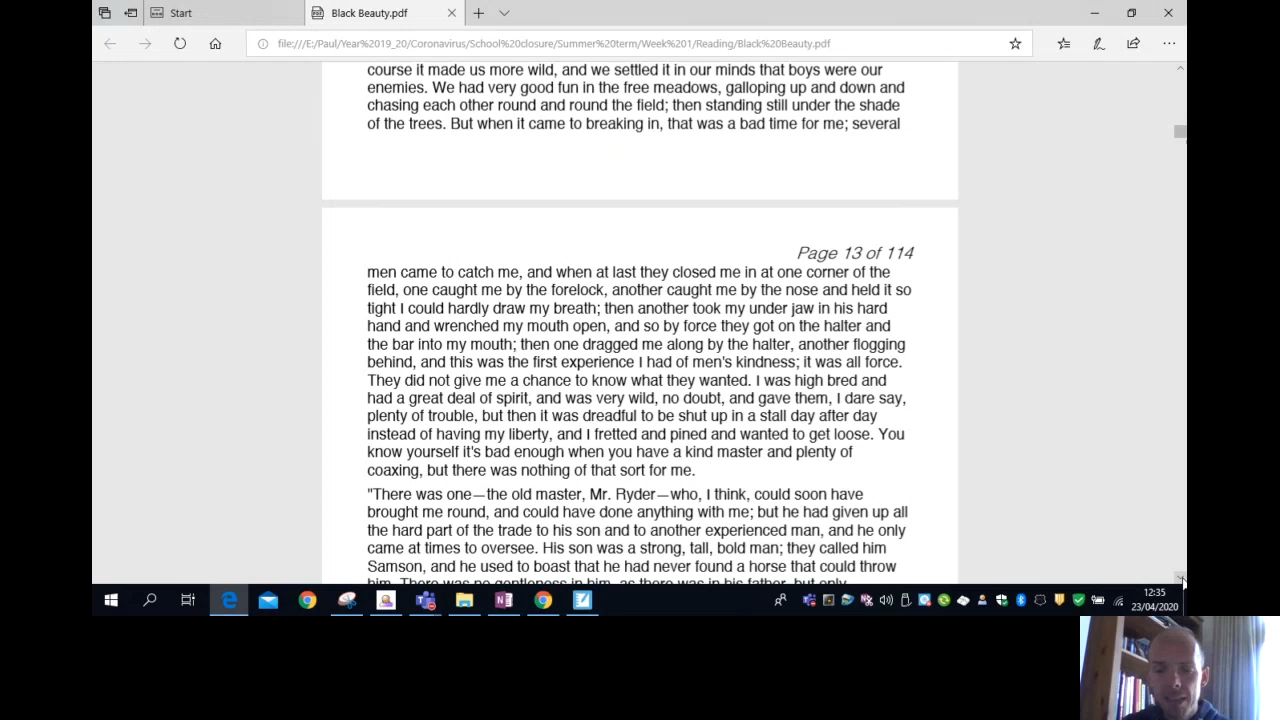 Start
Black Beauty.pdf
file:///E:/Paul/Year%2019_20/Coronavirus/School%20closure/Summer%20term/Week%201/Reading/Black%20Beauty.pdf
course it made us more wild, and we settled it in our minds that boys were our
enemies. We had very good fun in the free meadows, galloping up and down and
chasing each other round and round the field; then standing still under the shade
of the trees. But when it came to breaking in, that was a bad time for me; several
Page 13 of 114
men came to catch me, and when at last they closed me in at one corner of the
field, one caught me by the forelock, another caught me by the nose and held it so
tight I could hardly draw my breath; then another took my under jaw in his hard
hand and wrenched my mouth open, and so by force they got on the halter and
the bar into my mouth; then one dragged me along by the halter, another flogging
behind, and this was the first experience I had of men's kindness; it was all force.
They did not give me a chance to know what they wanted. I was high bred and
had a great deal of spirit, and was very wild, no doubt, and gave them, I dare say,
plenty of trouble, but then it was dreadful to be shut up in a stall day after day
instead of having my liberty, and I fretted and pined and wanted to get loose. You
know yourself it's bad enough when you have a kind master and plenty of
coaxing, but there was nothing of that sort for me.
"There was one—the old master, Mr. Ryder—who, I think, could soon have
brought me round, and could have done anything with me; but he had given up all
the hard part of the trade to his son and to another experienced man, and he only
came at times to oversee. His son was a strong, tall, bold man; they called him
Samson, and he used to boast that he had never found a horse that could throw
him. There was no gentleness in him, as there was in his father, but only
12:35
23/04/2020